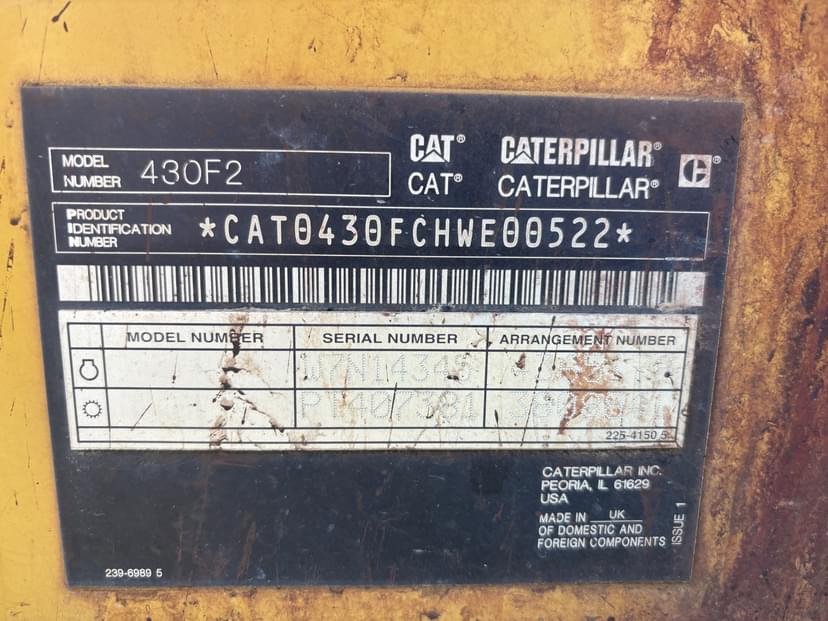 MODEL NUMBER 430F2
CAT® CATERPILLAR®
CAT® CATERPILLAR®
PRODUCT IDENTIFICATION NUMBER *CAT0430FCHWE00522*
MODEL NUMBER SERIAL NUMBER ARRANGEMENT NUMBER
PT407381
225-4150 5
CATERPILLAR INC.
PEORIA, IL 61629
USA
MADE IN UK
OF DOMESTIC AND
FOREIGN COMPONENTS
ISSUE 1
239-6989 5